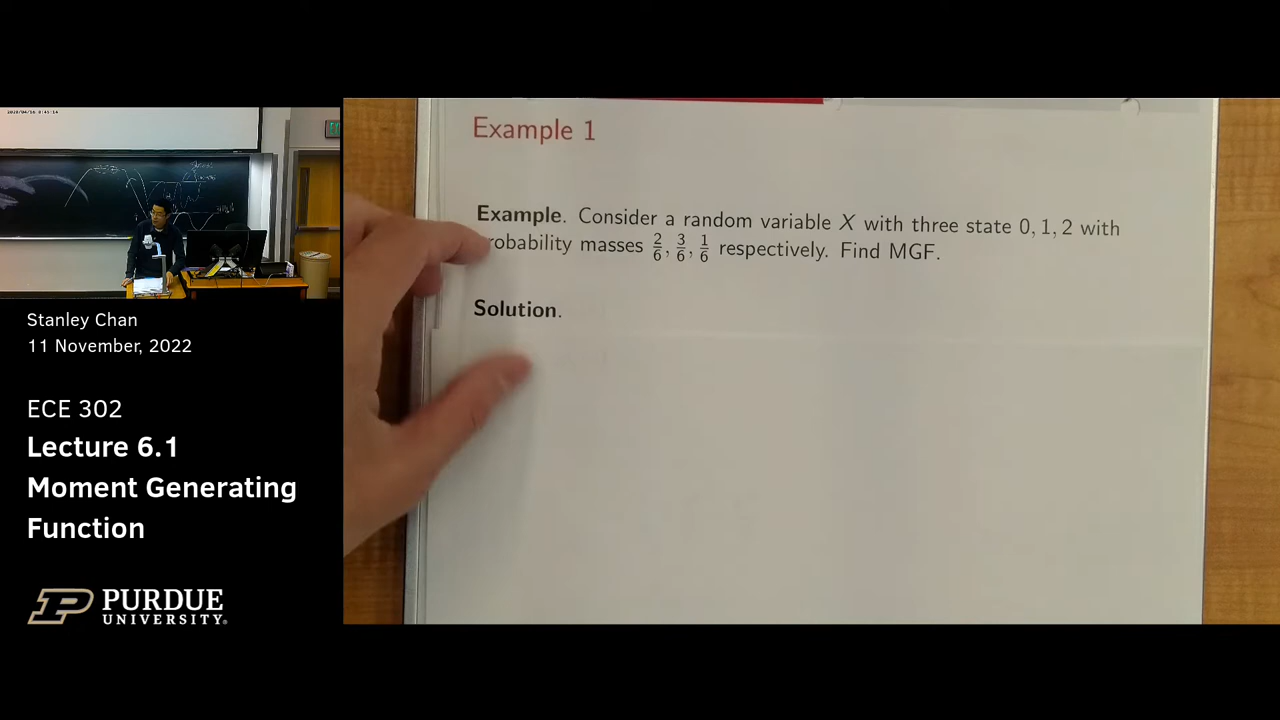 Stanley Chan
11 November, 2022
ECE 302
Lecture 6.1
Moment Generating
Function
PURDUE
UNIVERSITY.
Example 1
Example. Consider a random variable X with three state 0, 1, 2 with
robability masses 2/6, 3/6, 1/6 respectively. Find MGF.
Solution.